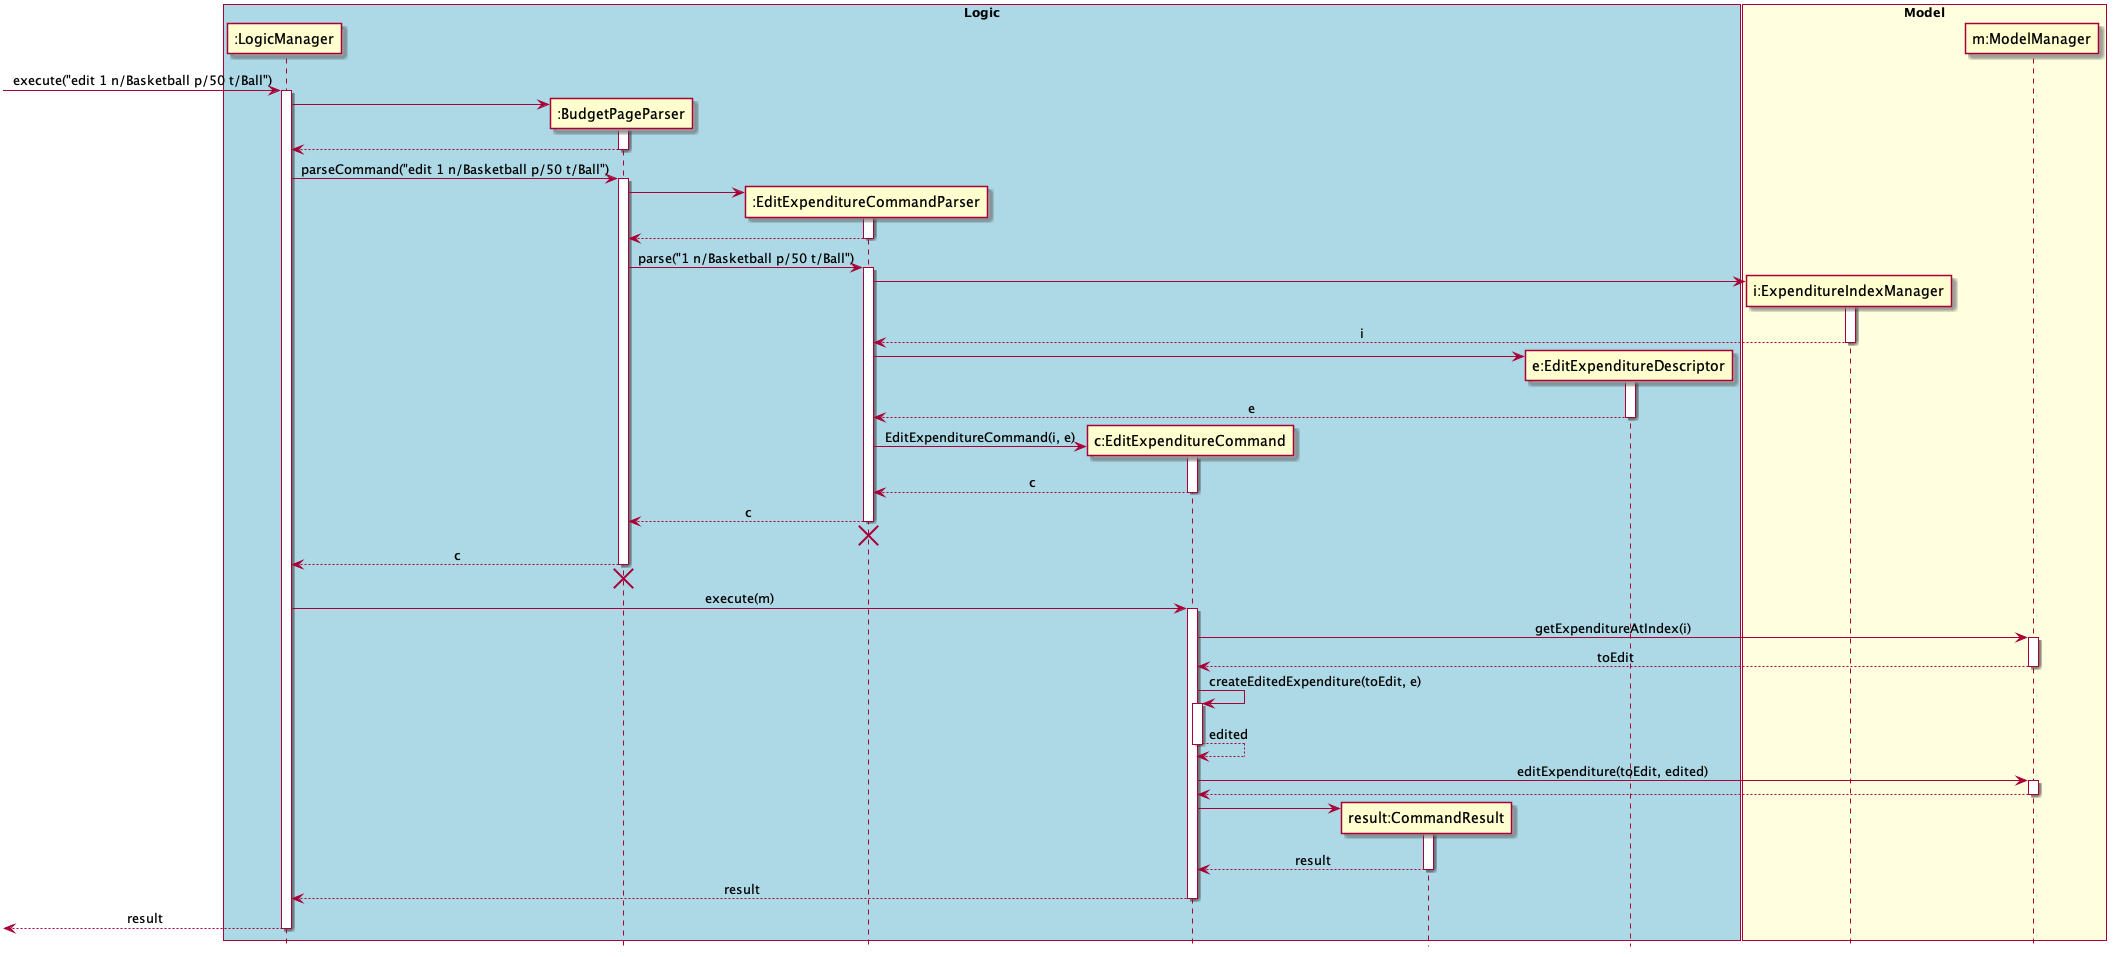 Logic
Model
:LogicManager
m:ModelManager
execute("edit 1 n/Basketball p/50 t/Ball")
:BudgetPageParser
parseCommand("edit 1 n/Basketball p/50 t/Ball")
:EditExpenditureCommandParser
parse("1 n/Basketball p/50 t/Ball")
i:ExpenditureIndexManager
i
e:EditExpenditureDescriptor
e
EditExpenditureCommand(i, e)
c:EditExpenditureCommand
c
c
c
execute(m)
getExpenditureAtIndex(i)
toEdit
createEditedExpenditure(toEdit, e)
edited
editExpenditure(toEdit, edited)
result:CommandResult
result
result
result